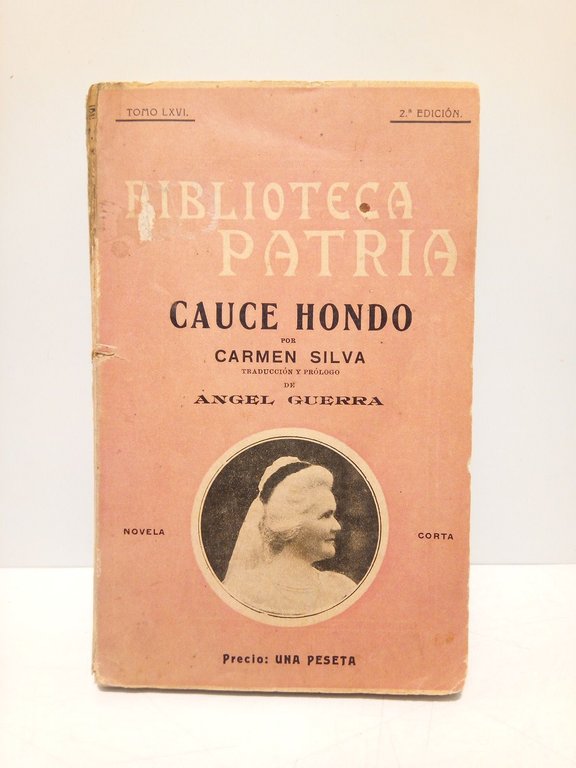 TOMO LXVI.
2.ª EDICIÓN.
BIBLIOTECA
PATRIA
CAUCE HONDO
POR
CARMEN SILVA
TRADUCCIÓN Y PRÓLOGO
DE
ANGEL GUERRA
NOVELA
CORTA
Precio: UNA PESETA